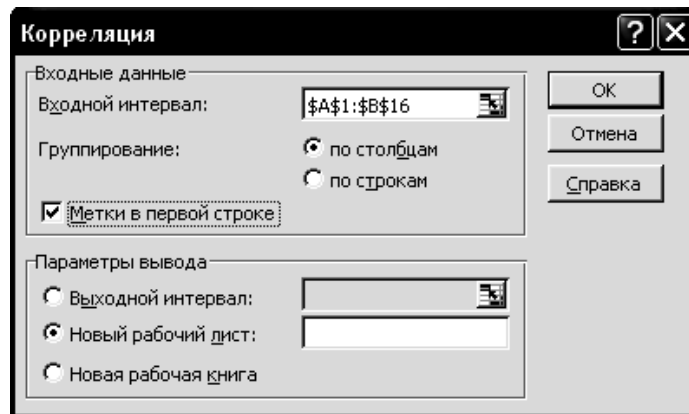 Корреляция
Входные данные
Входной интервал: $A$1:$B$16
Группирование: по столбцам
по строкам
Метки в первой строке
ОК
Отмена
Справка
Параметры вывода
Выходной интервал:
Новый рабочий лист:
Новая рабочая книга